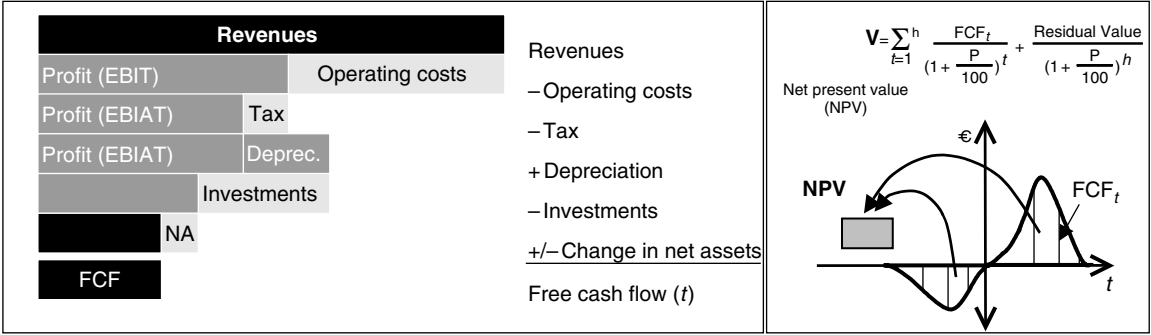 Revenues
Profit (EBIT) Operating costs
Profit (EBIAT) Tax
Profit (EBIAT) Deprec.
Investments
NA
FCF
Revenues
–Operating costs
–Tax
+Depreciation
–Investments
+/–Change in net assets
Free cash flow (t)
V=∑ h t=1 FCFt / (1 + P/100)^t + Residual Value / (1 + P/100)^h
Net present value
(NPV)
€
NPV
FCFt
t